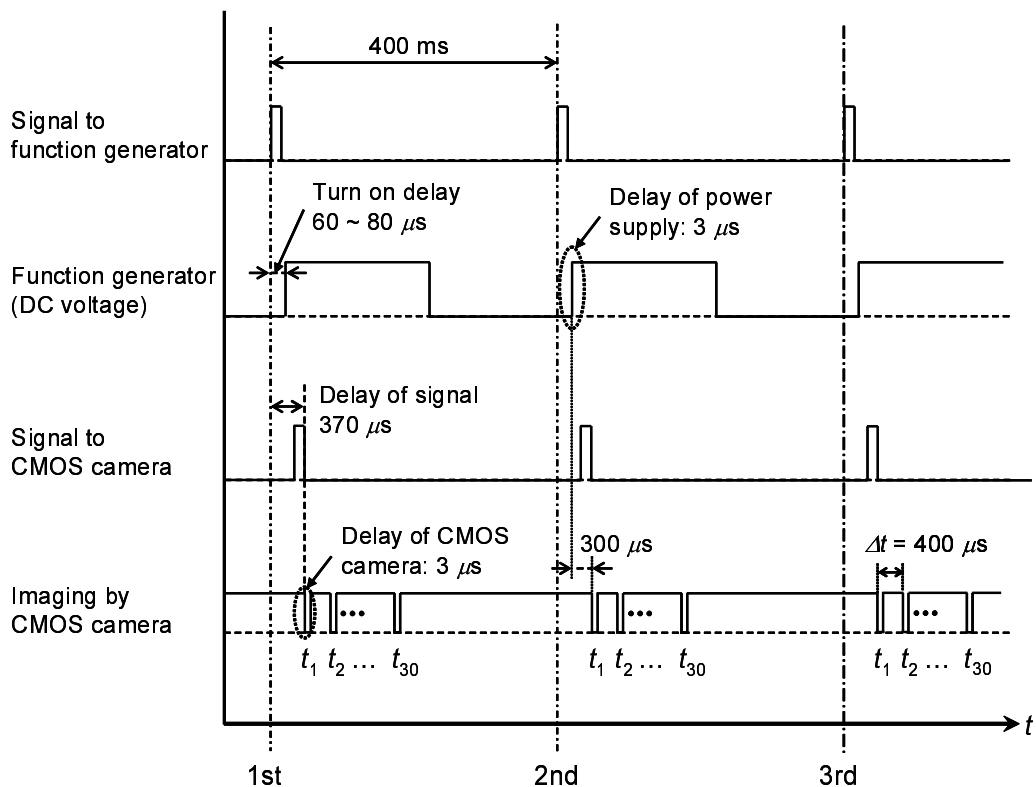 400 ms
Signal to
function generator
Turn on delay
60 ~ 80 μs
Delay of power
supply: 3 μs
Function generator
(DC voltage)
Delay of signal
370 μs
Signal to
CMOS camera
Delay of CMOS
camera: 3 μs
300 μs
Δt = 400 μs
Imaging by
CMOS camera
t1 t2 ... t30
t1 t2 ... t30
t1 t2 ... t30
t
1st
2nd
3rd